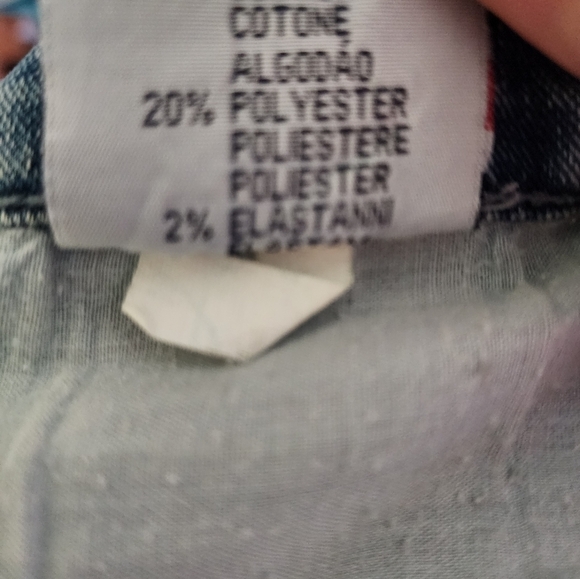 COTONE
ALGODÃO
20% POLYESTER
POLIESTERE
POLIESTER
2% ELASTANNI